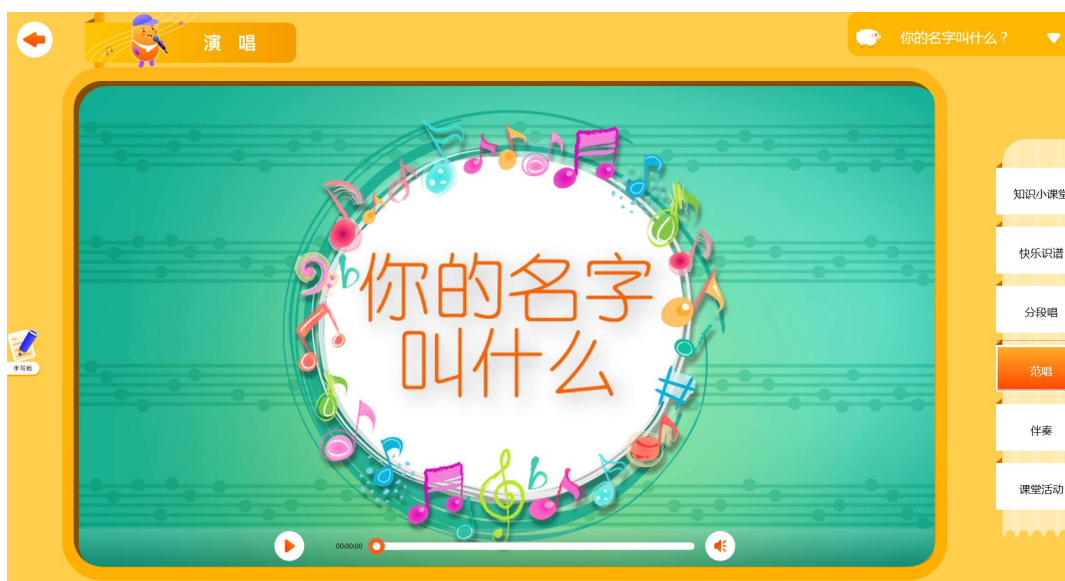 演 唱
你的名字叫什么？
你的名字
叫什么
知识小课堂
快乐识谱
分段唱
范唱
伴奏
课堂活动
手写板
00:00:00